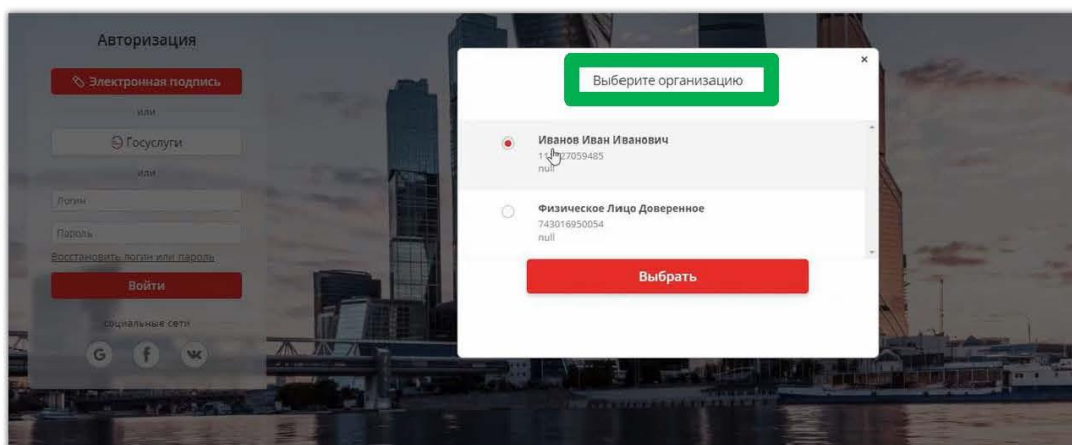 Авторизация
Электронная подпись
или
Госуслуги
или
Логин
Пароль
Восстановить логин или пароль
Войти
социальные сети
G f
Выберите организацию
×
Иванов Иван Иванович
null
Физическое Лицо Доверенное
743016950054
null
Выбрать